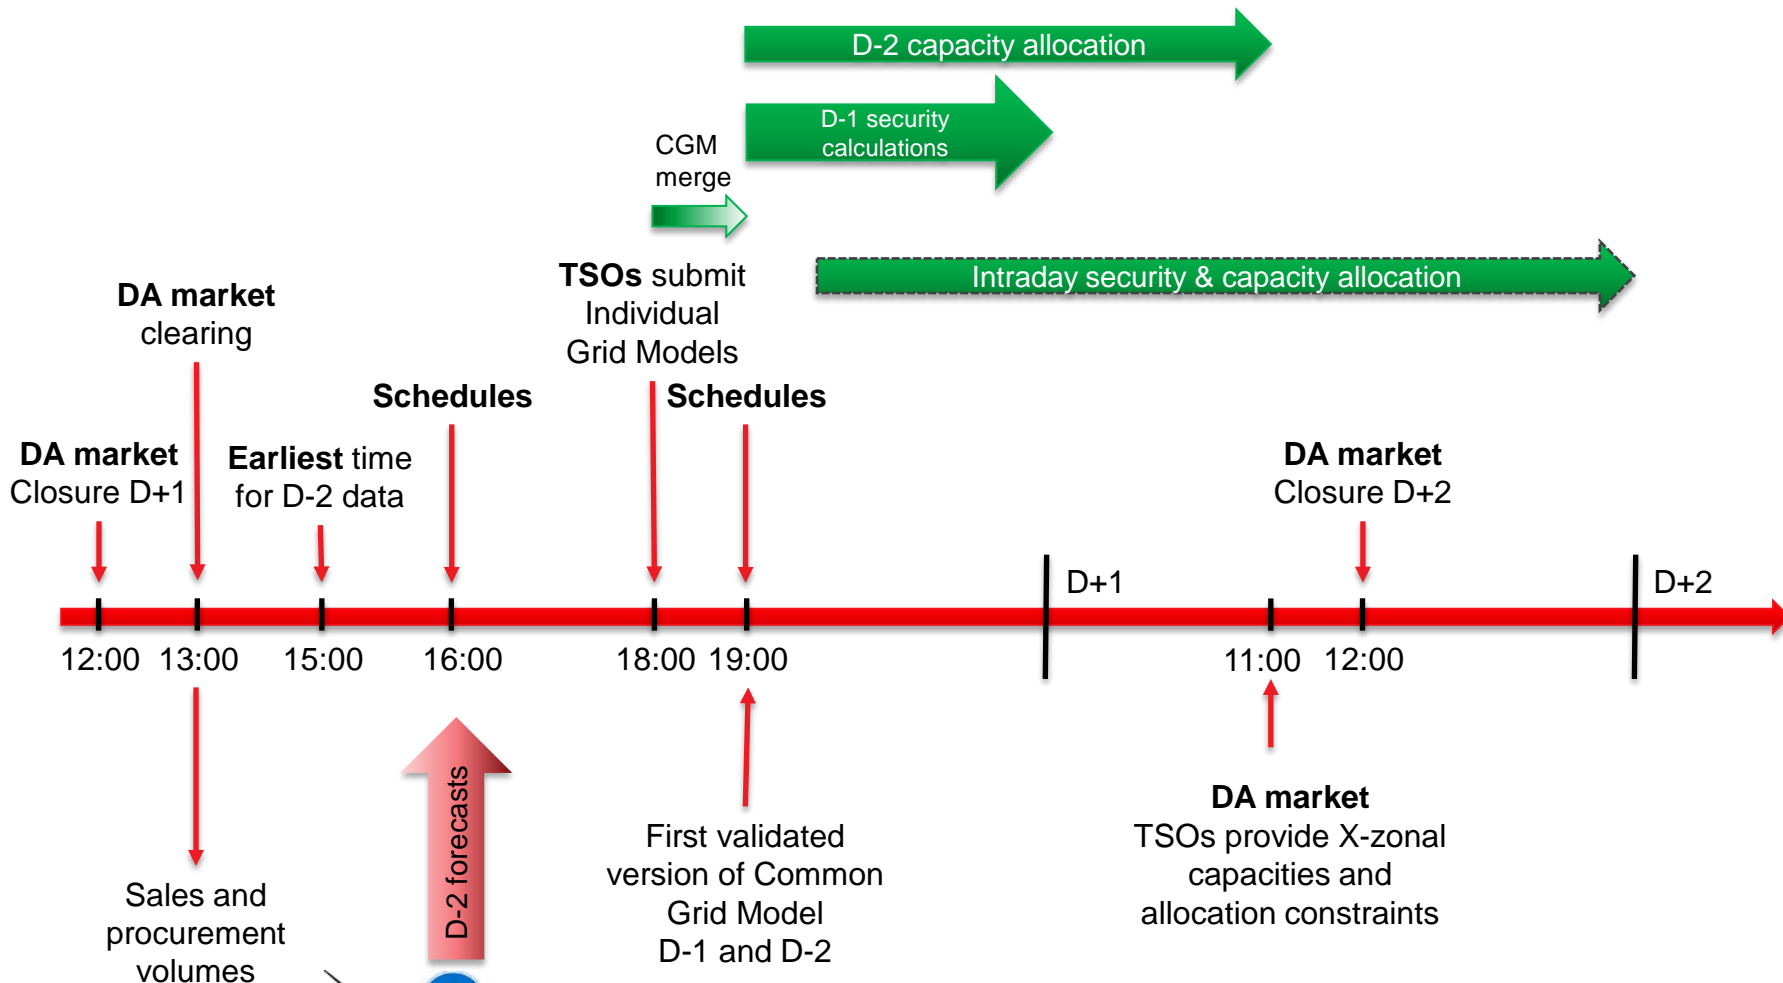 D-2 capacity allocation
D-1 security
calculations
CGM
merge
Intraday security & capacity allocation
TSOs submit
Individual
Grid Models
DA market
clearing
Schedules
Schedules
DA market
Closure D+1
Earliest time
for D-2 data
DA market
Closure D+2
D+1
D+2
12:00
13:00
15:00
16:00
18:00
19:00
11:00
12:00
D-2 forecasts
Sales and
procurement
volumes
First validated
version of Common
Grid Model
D-1 and D-2
DA market
TSOs provide X-zonal
capacities and
allocation constraints